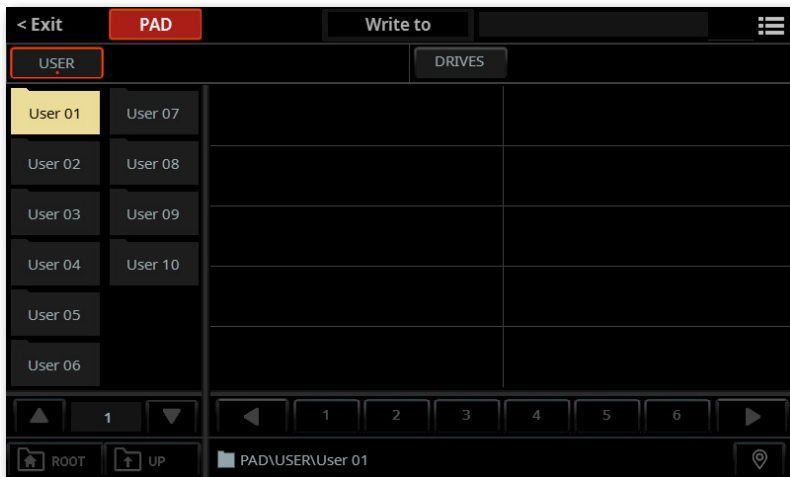 < Exit PAD Write to
USER DRIVES
User 01 User 07
User 02 User 08
User 03 User 09
User 04 User 10
User 05
User 06
1 1 2 3 4 5 6
ROOT UP PAD\USER\User 01